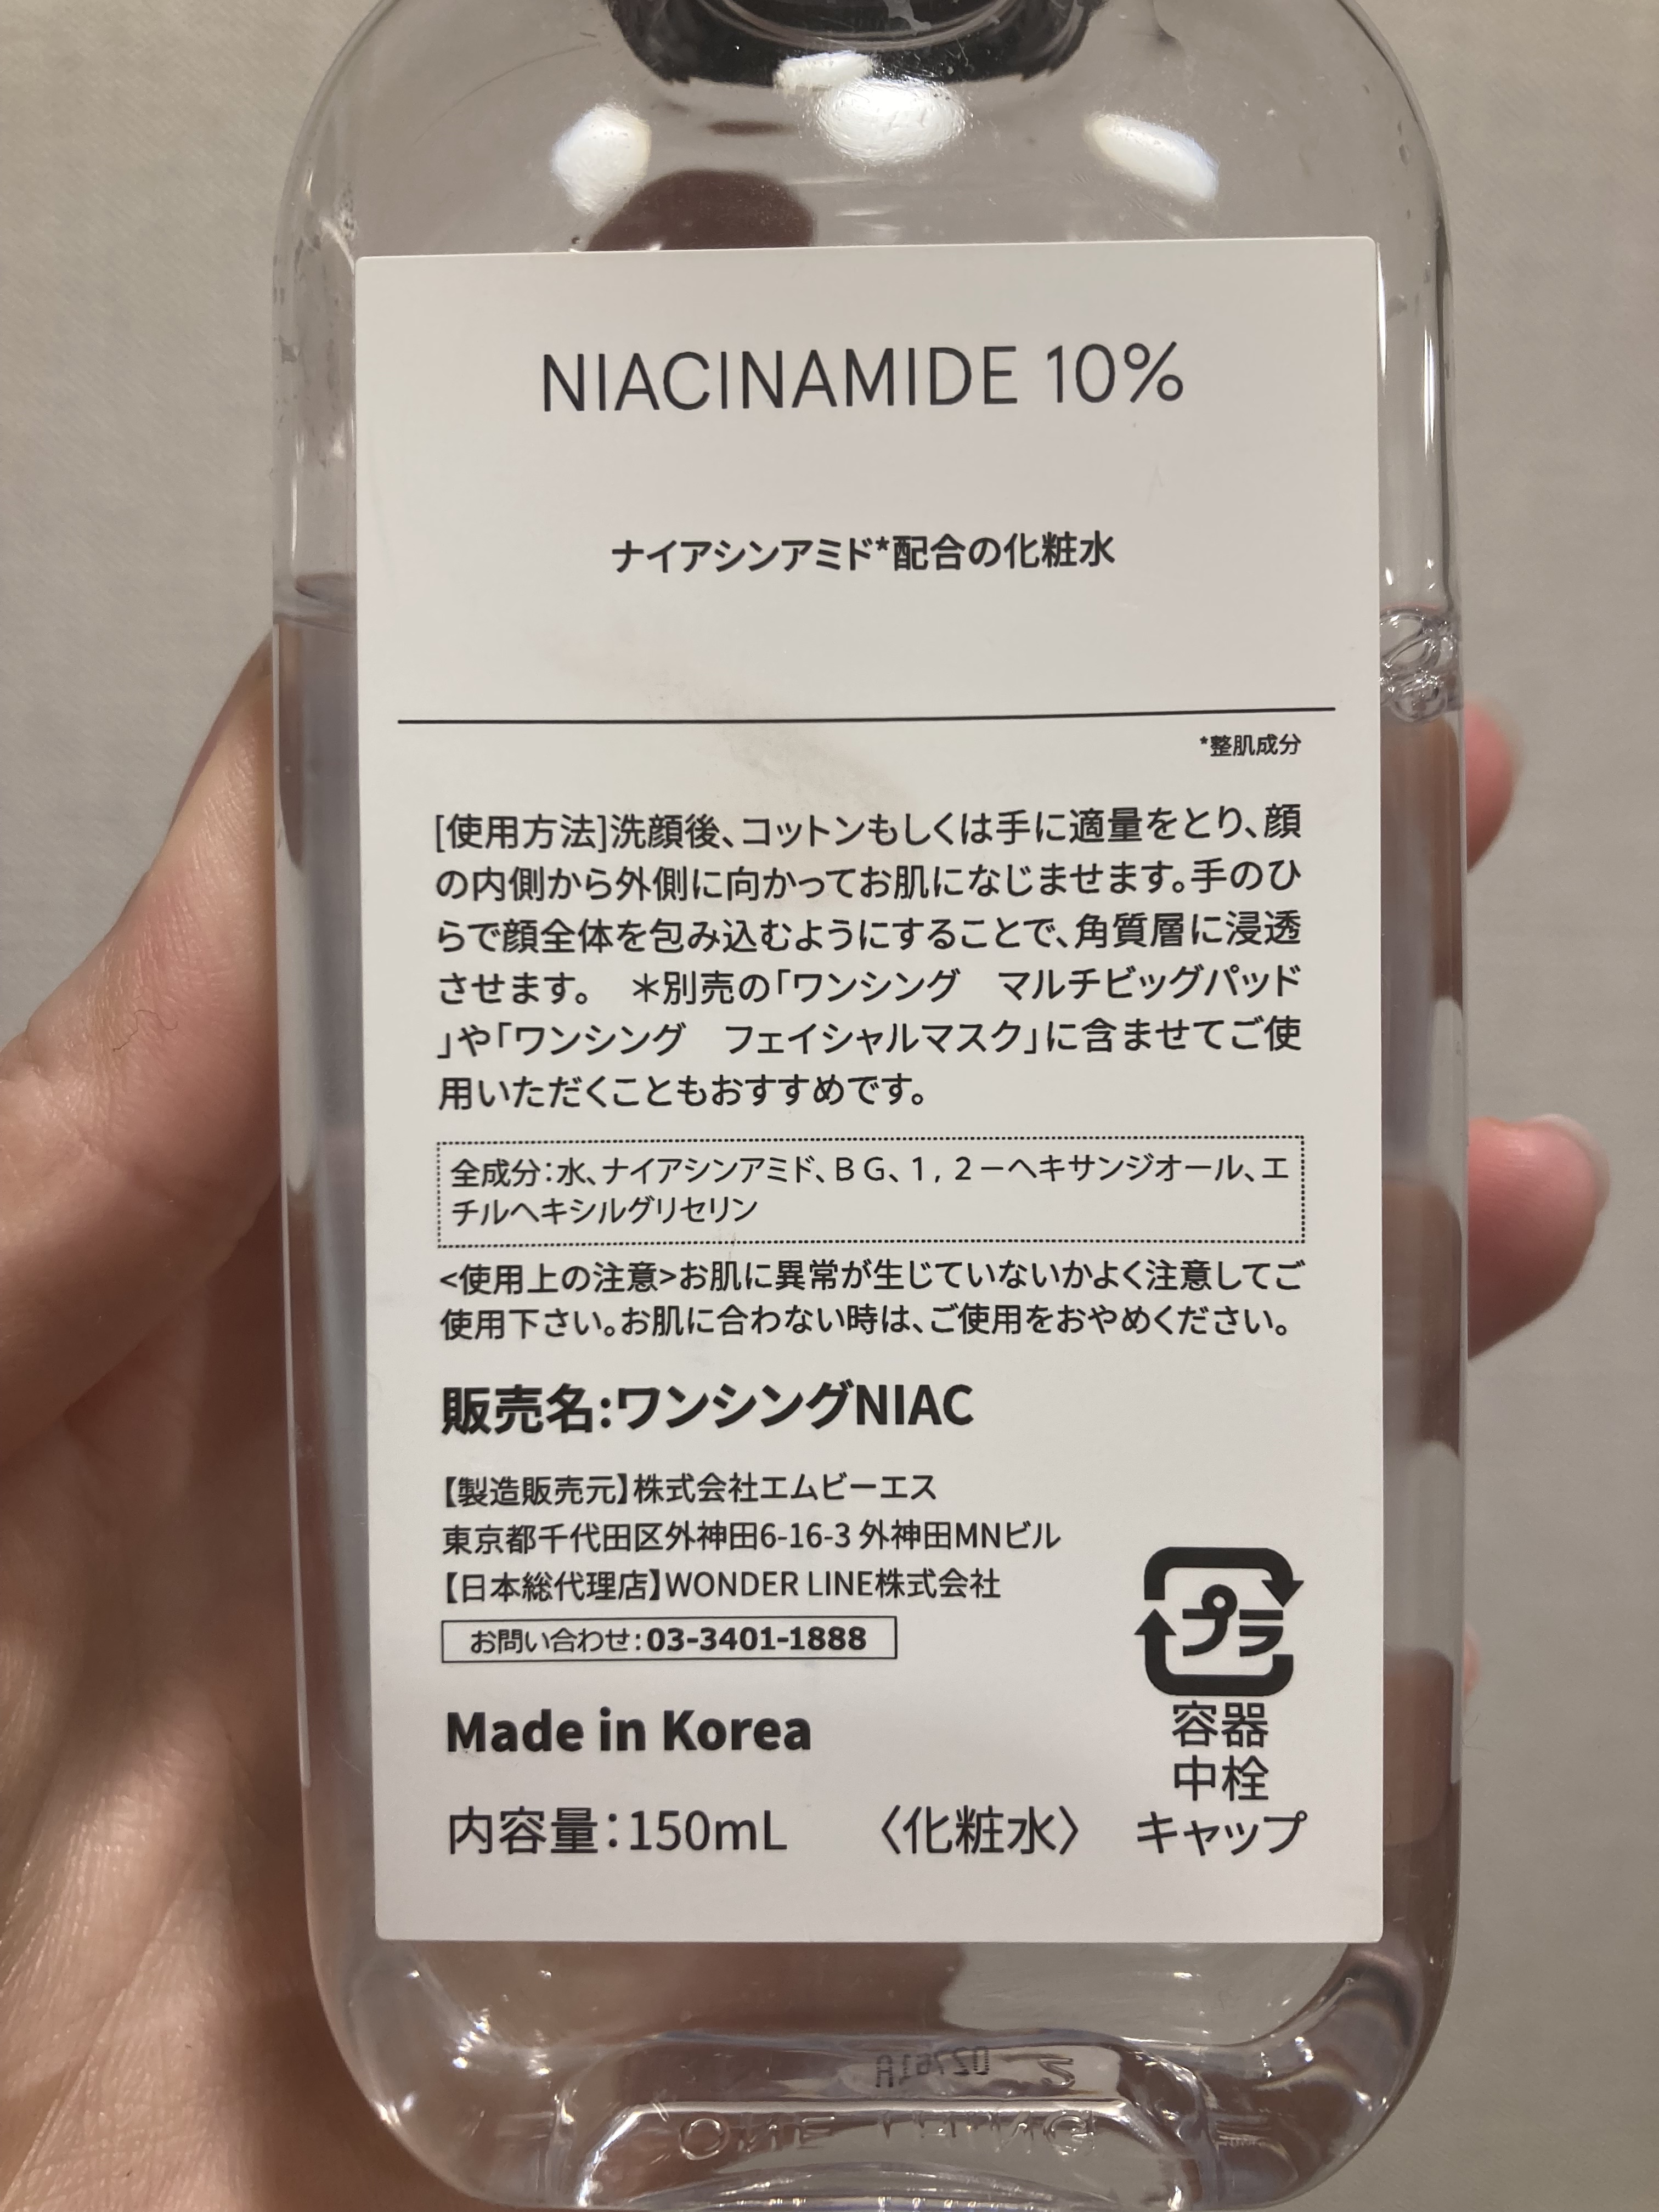 NIACINAMIDE 10%
ナイアシンアミド*配合の化粧水
*整肌成分
[使用方法]洗顔後、コットンもしくは手に適量をとり、顔
の内側から外側に向かってお肌になじませます。手のひ
らで顔全体を包み込むようにすることで、角質層に浸透
させます。　＊別売の「ワンシング　マルチビッグパッド
」や「ワンシング　フェイシャルマスク」に含ませてご使
用いただくこともおすすめです。
全成分：水、ナイアシンアミド、ＢＧ、１，２－ヘキサンジオール、エ
チルヘキシルグリセリン
<使用上の注意>お肌に異常が生じていないかよく注意してご
使用下さい。お肌に合わない時は、ご使用をおやめください。
販売名:ワンシングNIAC
【製造販売元】株式会社エムビーエス
東京都千代田区外神田6-16-3 外神田MNビル
【日本総代理店】WONDER LINE株式会社
お問い合わせ：03-3401-1888
プラ
Made in Korea
容器
中栓
内容量：150mL　〈化粧水〉
キャップ
ONE THING